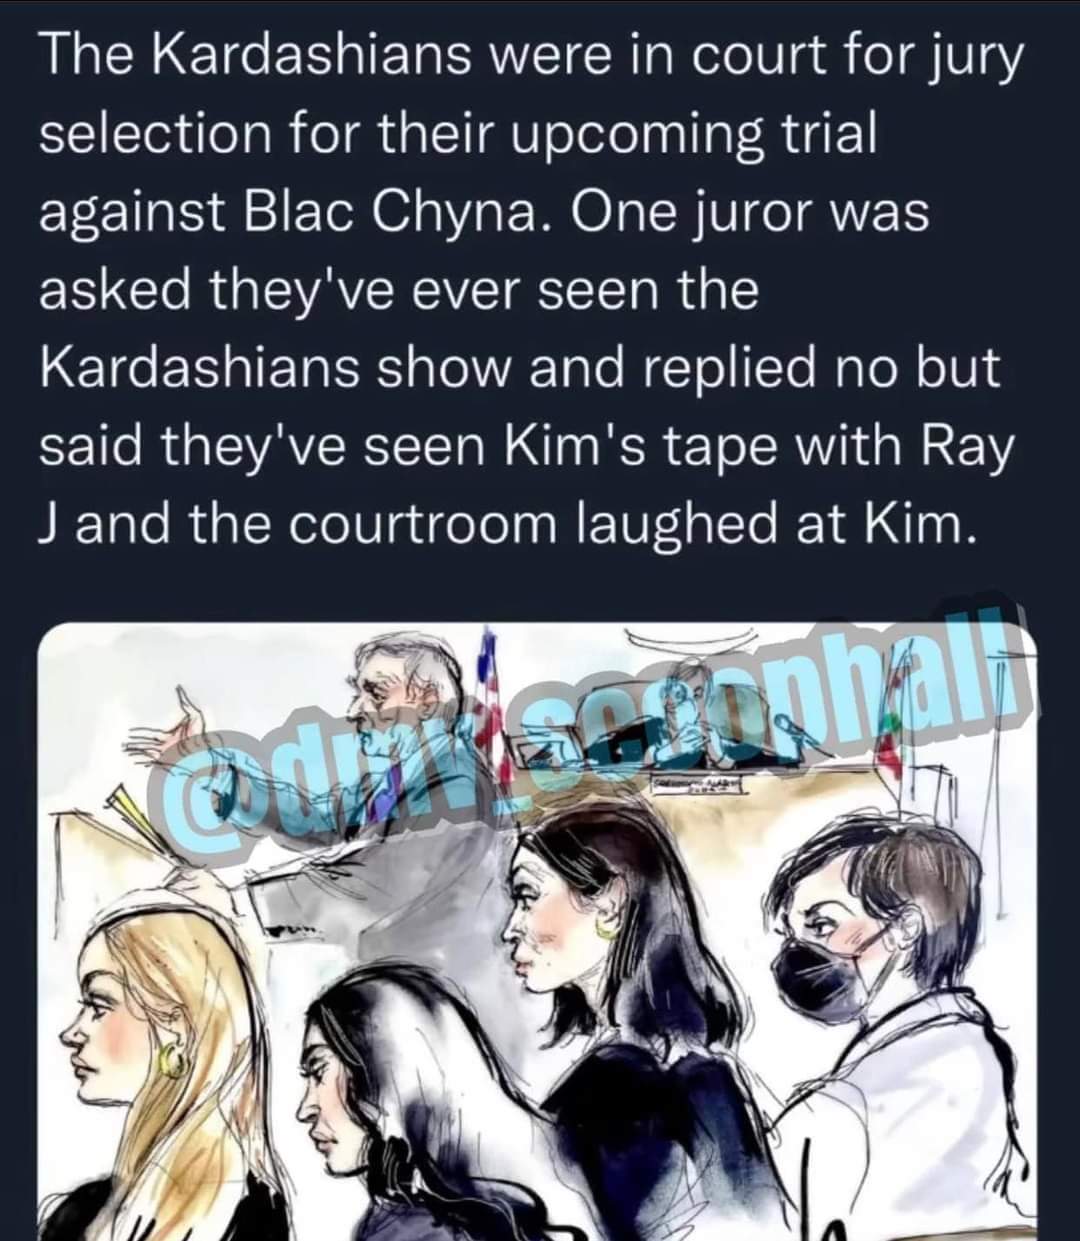 The Kardashians were in court for jury
selection for their upcoming trial
against Blac Chyna. One juror was
asked they've ever seen the
Kardashians show and replied no but
said they've seen Kim's tape with Ray
J and the courtroom laughed at Kim.